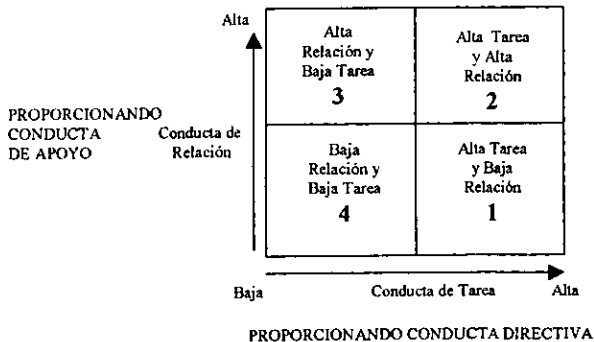 Alta
Alta
Relación y
Baja Tarea
3
Alta Tarea
y Alta
Relación
2
PROPORCIONANDO
CONDUCTA
DE APOYO
Conducta de
Relación
Baja
Relación y
Baja Tarea
4
Alta Tarea
y Baja
Relación
1
Baja
Conducta de Tarea
Alta
PROPORCIONANDO CONDUCTA DIRECTIVA